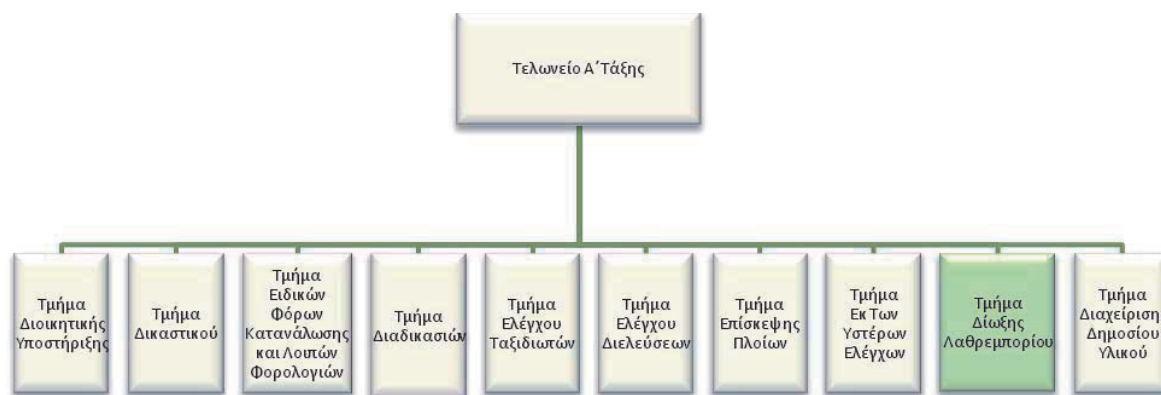 Τελωνείο Α΄Τάξης
Τμήμα
Διοικητικής
Υποστήριξης
Τμήμα
Δικαστικού
Τμήμα
Ειδικών
Φόρων
Κατανάλωσης
και Λοιπών
Φορολογιών
Τμήμα
Διαδικασιών
Τμήμα
Ελέγχου
Ταξιδιωτών
Τμήμα
Ελέγχου
Διελεύσεων
Τμήμα
Επίσκεψης
Πλοίων
Τμήμα
Εκ Των
Υστέρων
Ελέγχων
Τμήμα
Δίωξης
Λαθρεμπορίου
Τμήμα
Διαχείρισης
Δημοσίου
Υλικού